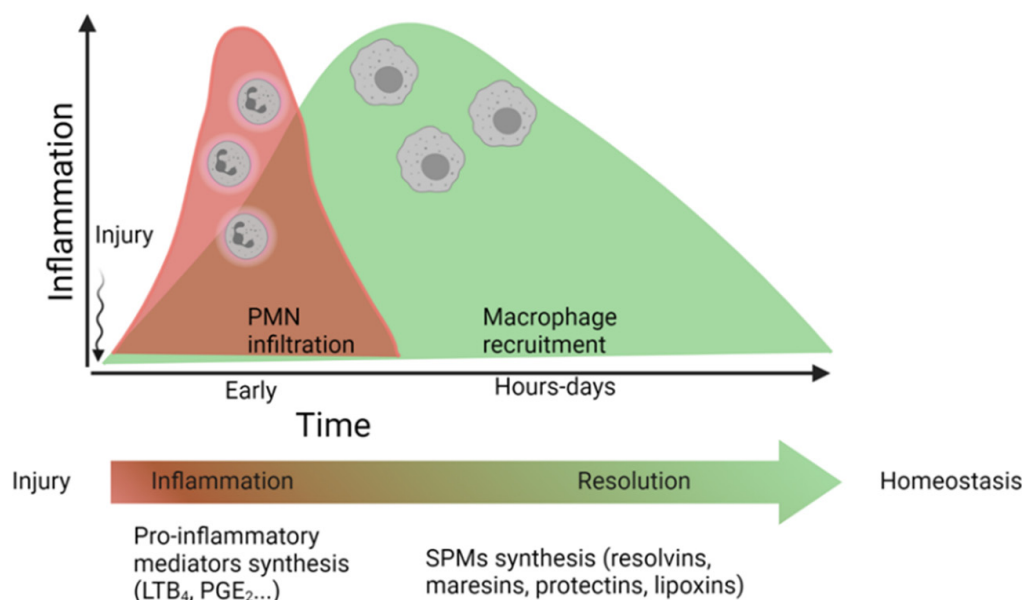 Inflammation
Injury
PMN
infiltration
Macrophage
recruitment
Early
Hours-days
Time
Injury
Inflammation
Resolution
Homeostasis
Pro-inflammatory
mediators synthesis
(LTB₄, PGE₂...)
SPMs synthesis (resolvins,
maresins, protectins, lipoxins)